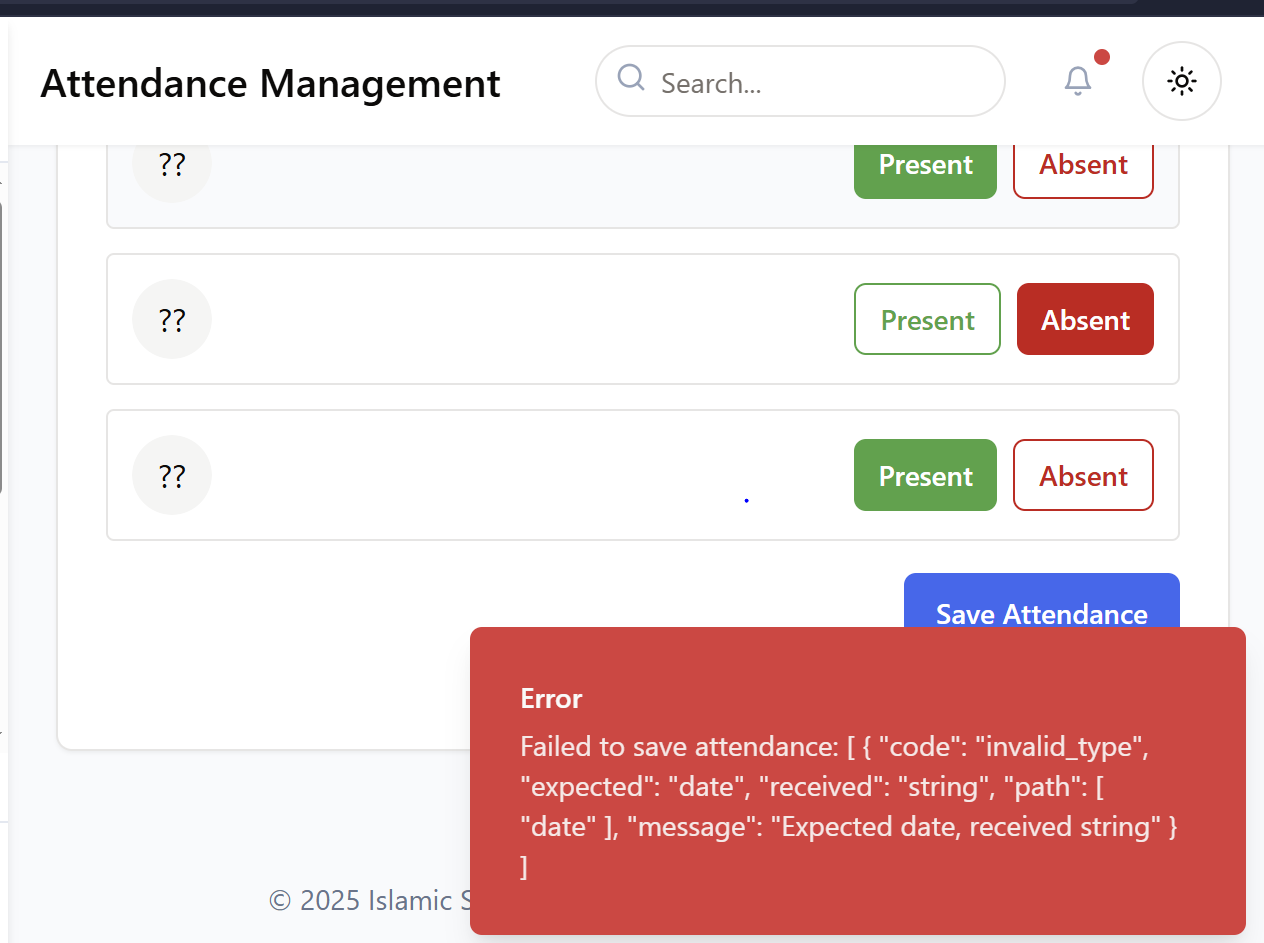 Attendance Management
Search...
??
Present
Absent
??
Present
Absent
??
Present
Absent
Save Attendance
Error
Failed to save attendance: [ { "code": "invalid_type",
"expected": "date", "received": "string", "path": [
"date" ], "message": "Expected date, received string" }
]
© 2025 Islamic